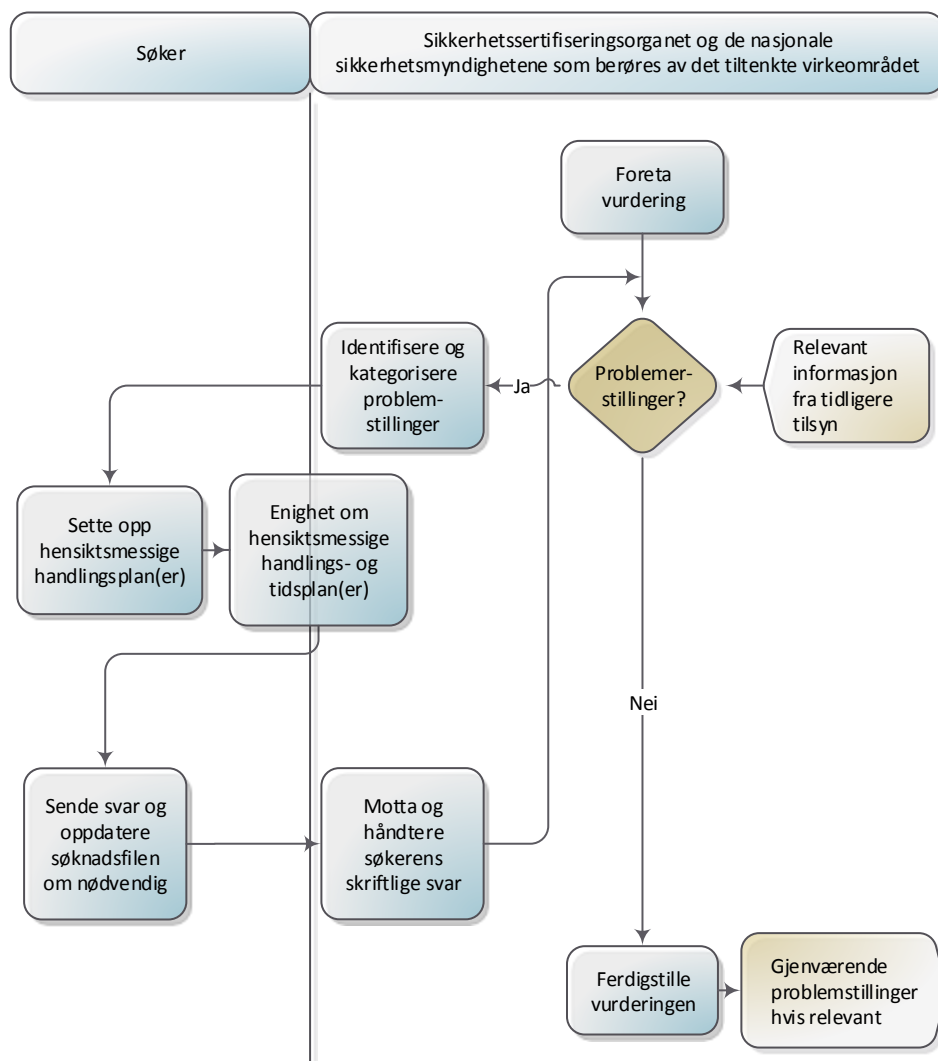 Søker
Sikkerhetssertifiseringsorganet og de nasjonale
sikkerhetsmyndighetene som berøres av det tiltenkte virkeområdet
Foreta
vurdering
Identifisere og
kategorisere
problem-
stillinger
Ja
Problemer-
stillinger?
Relevant
informasjon
fra tidligere
tilsyn
Sette opp
hensiktsmessige
handlingsplan(er)
Enighet om
hensiktsmessige
handlings- og
tidsplan(er)
Nei
Sende svar og
oppdatere
søknadsfilen
om nødvendig
Motta og
håndtere
søkerens
skriftlige svar
Ferdigstille
vurderingen
Gjenværende
problemstillinger
hvis relevant